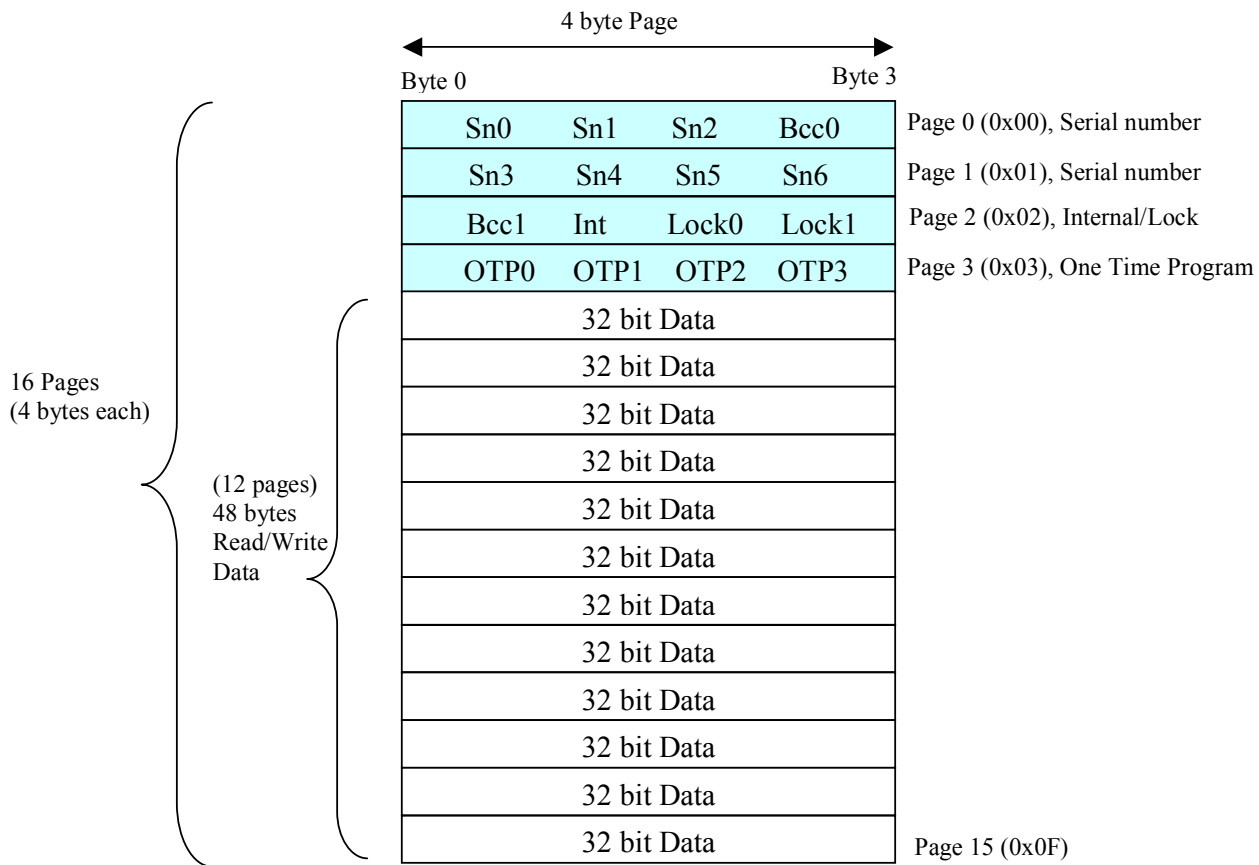 4 byte Page
Byte 0 Byte 3
Sn0 Sn1 Sn2 Bcc0 Page 0 (0x00), Serial number
Sn3 Sn4 Sn5 Sn6 Page 1 (0x01), Serial number
Bcc1 Int Lock0 Lock1 Page 2 (0x02), Internal/Lock
OTP0 OTP1 OTP2 OTP3 Page 3 (0x03), One Time Program
32 bit Data
32 bit Data
32 bit Data
32 bit Data
32 bit Data
32 bit Data
32 bit Data
32 bit Data
32 bit Data
32 bit Data
32 bit Data
32 bit Data Page 15 (0x0F)
16 Pages
(4 bytes each)
(12 pages)
48 bytes
Read/Write
Data